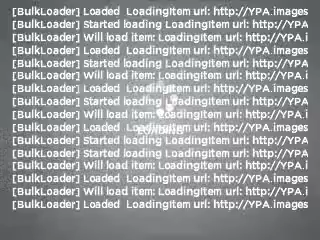 [BulkLoader] Loaded LoadingItem url: http://YPA.images
[BulkLoader] Started loading LoadingItem url: http://YPA
[BulkLoader] Will load item: LoadingItem url: http://YPA.i
[BulkLoader] Loaded LoadingItem url: http://YPA.images
[BulkLoader] Started loading LoadingItem url: http://YPA
[BulkLoader] Will load item: LoadingItem url: http://YPA.i
[BulkLoader] Loaded LoadingItem url: http://YPA.images
[BulkLoader] Started loading LoadingItem url: http://YPA
[BulkLoader] Will load item: LoadingItem url: http://YPA.i
[BulkLoader] Loaded LoadingItem url: http://YPA.images
LOADING
[BulkLoader] Started loading LoadingItem url: http://YPA
[BulkLoader] Started loading LoadingItem url: http://YPA
[BulkLoader] Will load item: LoadingItem url: http://YPA.i
[BulkLoader] Loaded LoadingItem url: http://YPA.images
[BulkLoader] Will load item: LoadingItem url: http://YPA.i
[BulkLoader] Loaded LoadingItem url: http://YPA.images